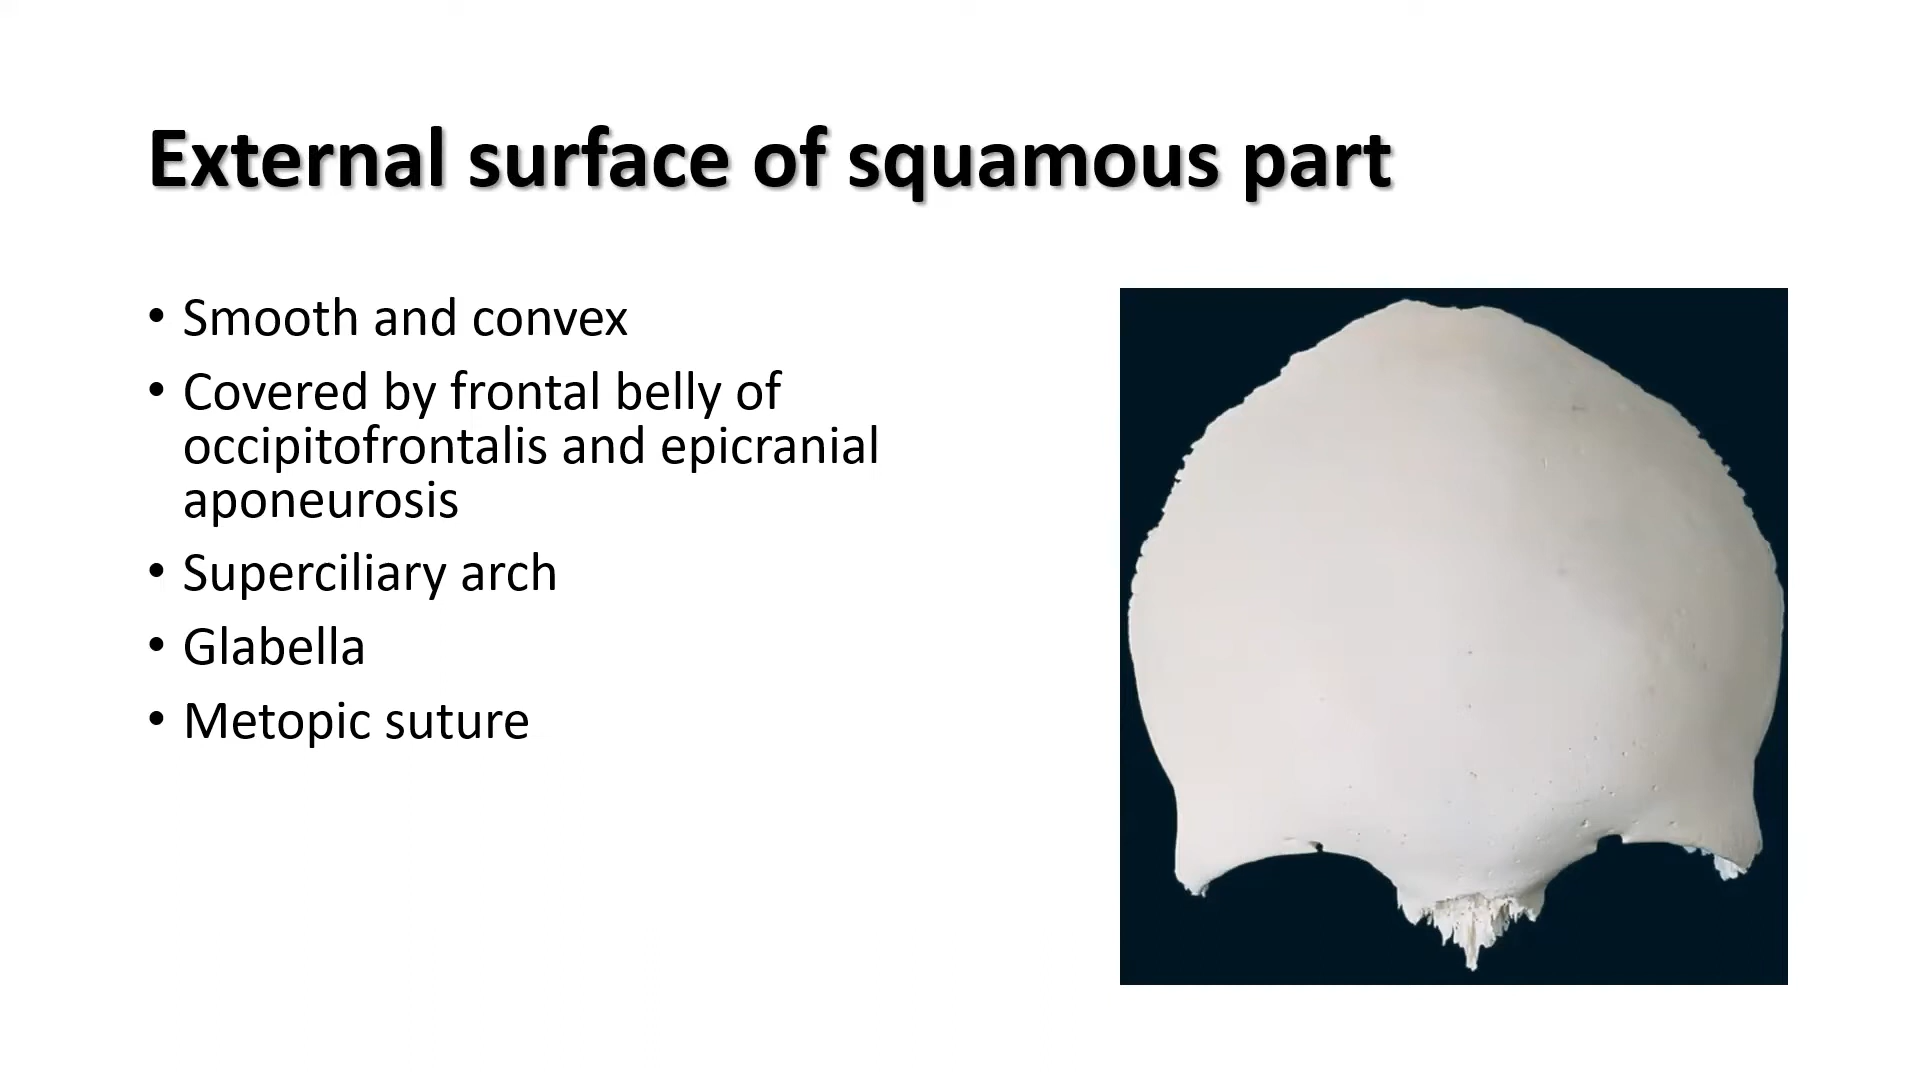 External surface of squamous part
• Smooth and convex
• Covered by frontal belly of
occipitofrontalis and epicranial
aponeurosis
• Superciliary arch
• Glabella
• Metopic suture